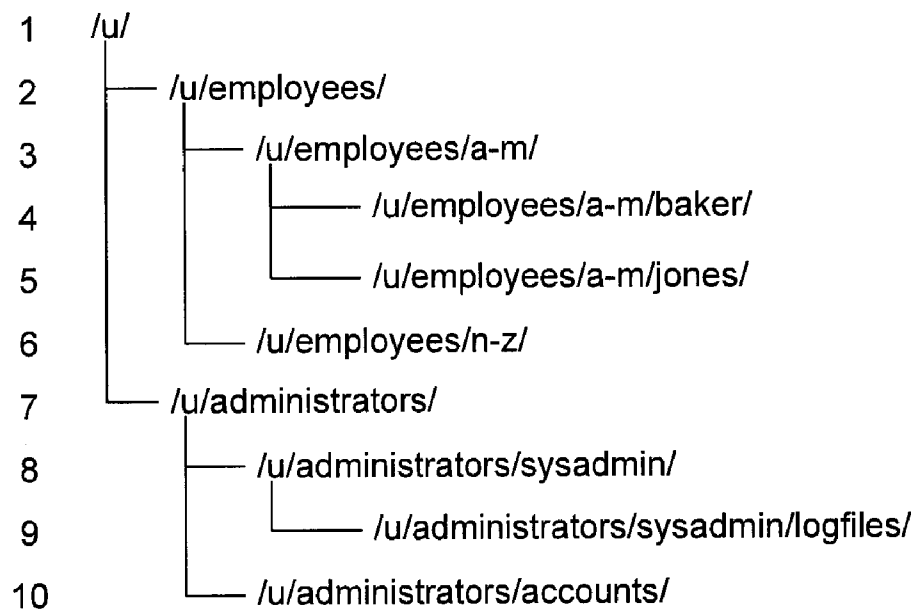 1 /u/
2 /u/employees/
3 /u/employees/a-m/
4 /u/employees/a-m/baker/
5 /u/employees/a-m/jones/
6 /u/employees/n-z/
7 /u/administrators/
8 /u/administrators/sysadmin/
9 /u/administrators/sysadmin/logfiles/
10 /u/administrators/accounts/